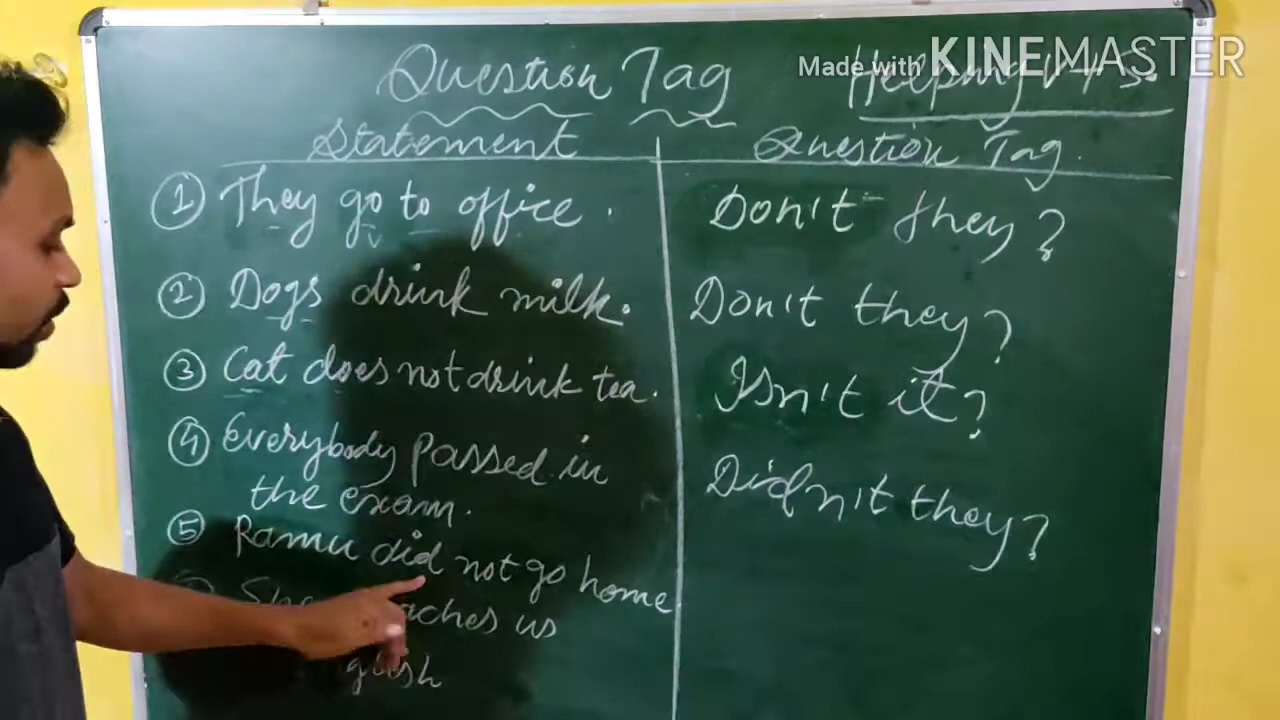 Question Tag
Made with KINEMASTER
Helping V + S.
Statement
Question Tag.
① They go to office.
Don't they?
② Dogs drink milk.
Don't they?
③ Cat does not drink tea.
Isn't it?
④ Everybody passed in
the exam.
Didn't they?
⑤ Ramu did not go home
us